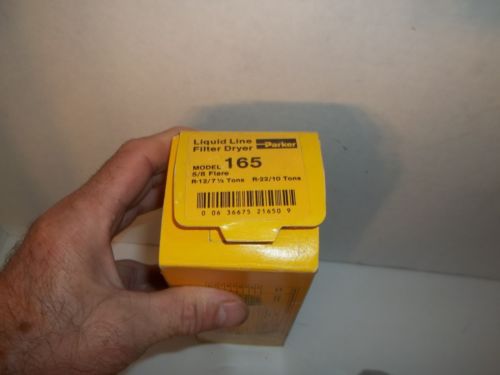 Liquid Line
Filter Dryer Parker
MODEL 165
5/8 Flare
R-12/7½ Tons R-22/10 Tons
0 06 36675 21650 9